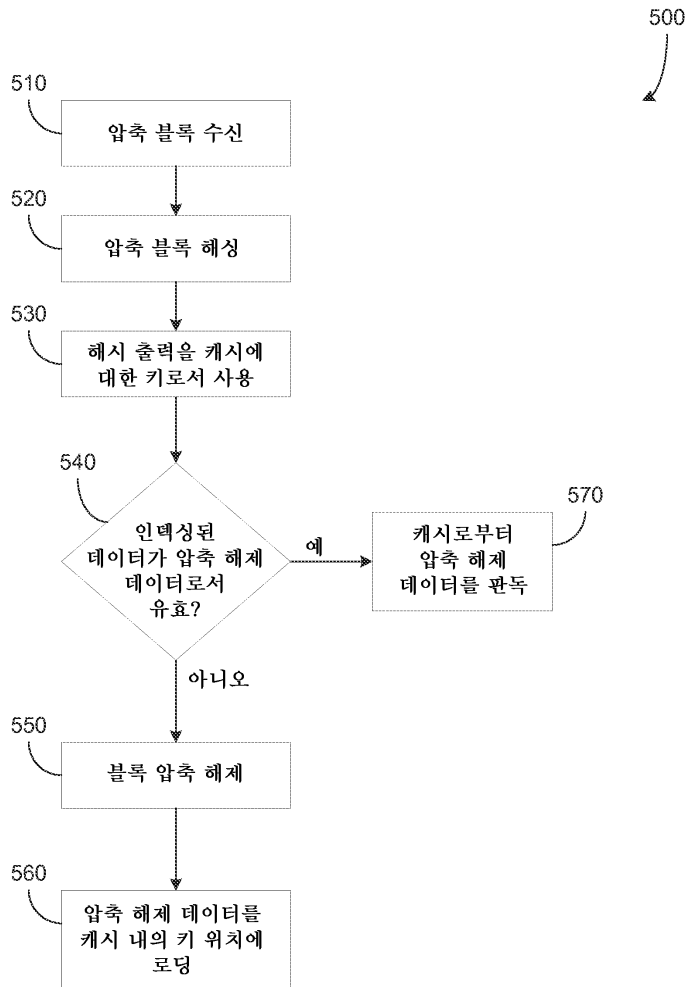 500
510
압축 블록 수신
520
압축 블록 해싱
530
해시 출력을 캐시에
대한 키로서 사용
540
인덱싱된
데이터가 압축 해제
데이터로서
유효?
예
570
캐시로부터
압축 해제
데이터를 판독
아니오
550
블록 압축 해제
560
압축 해제 데이터를
캐시 내의 키 위치에
로딩